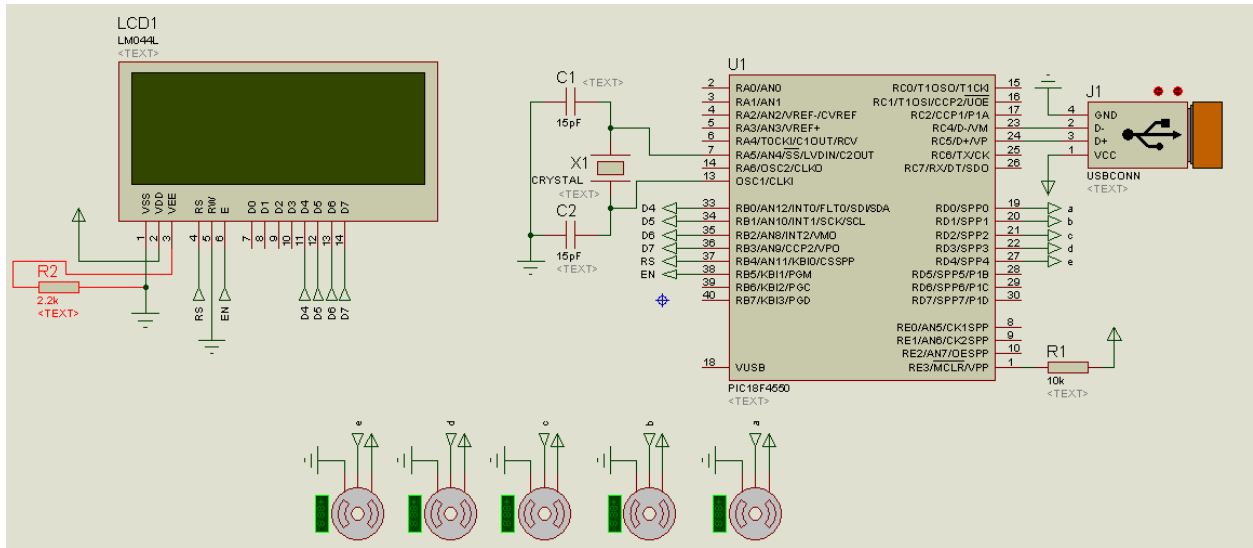 LCD1
LM044L
<TEXT>
VSS VDD VEE RS RW E D0 D1 D2 D3 D4 D5 D6 D7
1 2 3 4 5 6 7 8 9 10 11 12 13 14
R2
2.2k
<TEXT>
RS EN D4 D5 D6 D7
C1 <TEXT>
15pF
X1
CRYSTAL
<TEXT>
C2
15pF
<TEXT>
U1
2 RA0/AN0 RC0/T1OSO/T1CKI 15
3 RA1/AN1 RC1/T1OSI/CCP2/UOE 16
4 RA2/AN2/VREF-/CVREF RC2/CCP1/P1A 17
5 RA3/AN3/VREF+ RC4/D-/VM 23
6 RA4/T0CKI/C1OUT/RCV RC5/D+/VP 24
7 RA5/AN4/SS/LVDIN/C2OUT RC6/TX/CK 25
14 RA6/OSC2/CLKO RC7/RX/DT/SDO 26
13 OSC1/CLKI
D4 33 RB0/AN12/INT0/FLT0/SDI/SDA RD0/SPP0 19 a
D5 34 RB1/AN10/INT1/SCK/SCL RD1/SPP1 20 b
D6 35 RB2/AN8/INT2/VMO RD2/SPP2 21 c
D7 36 RB3/AN9/CCP2/VPO RD3/SPP3 22 d
RS 37 RB4/AN11/KBI0/CSSPP RD4/SPP4 27 e
EN 38 RB5/KBI1/PGM RD5/SPP5/P1B 28
39 RB6/KBI2/PGC RD6/SPP6/P1C 29
40 RB7/KBI3/PGD RD7/SPP7/P1D 30
RE0/AN5/CK1SPP 8
RE1/AN6/CK2SPP 9
RE2/AN7/OESPP 10
18 VUSB RE3/MCLR/VPP 1
PIC18F4550
<TEXT>
J1
4 GND
2 D-
3 D+
1 VCC
USBCONN
<TEXT>
R1
10k
<TEXT>
e d c b a